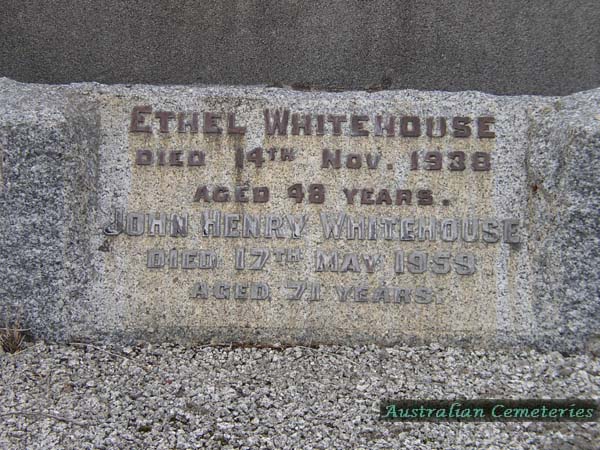 ETHEL WHITEHOUSE
DIED 14TH NOV. 1938
AGED 48 YEARS.
JOHN HENRY WHITEHOUSE
DIED 17TH MAY 1959
AGED 71 YEARS.
Australian Cemeteries